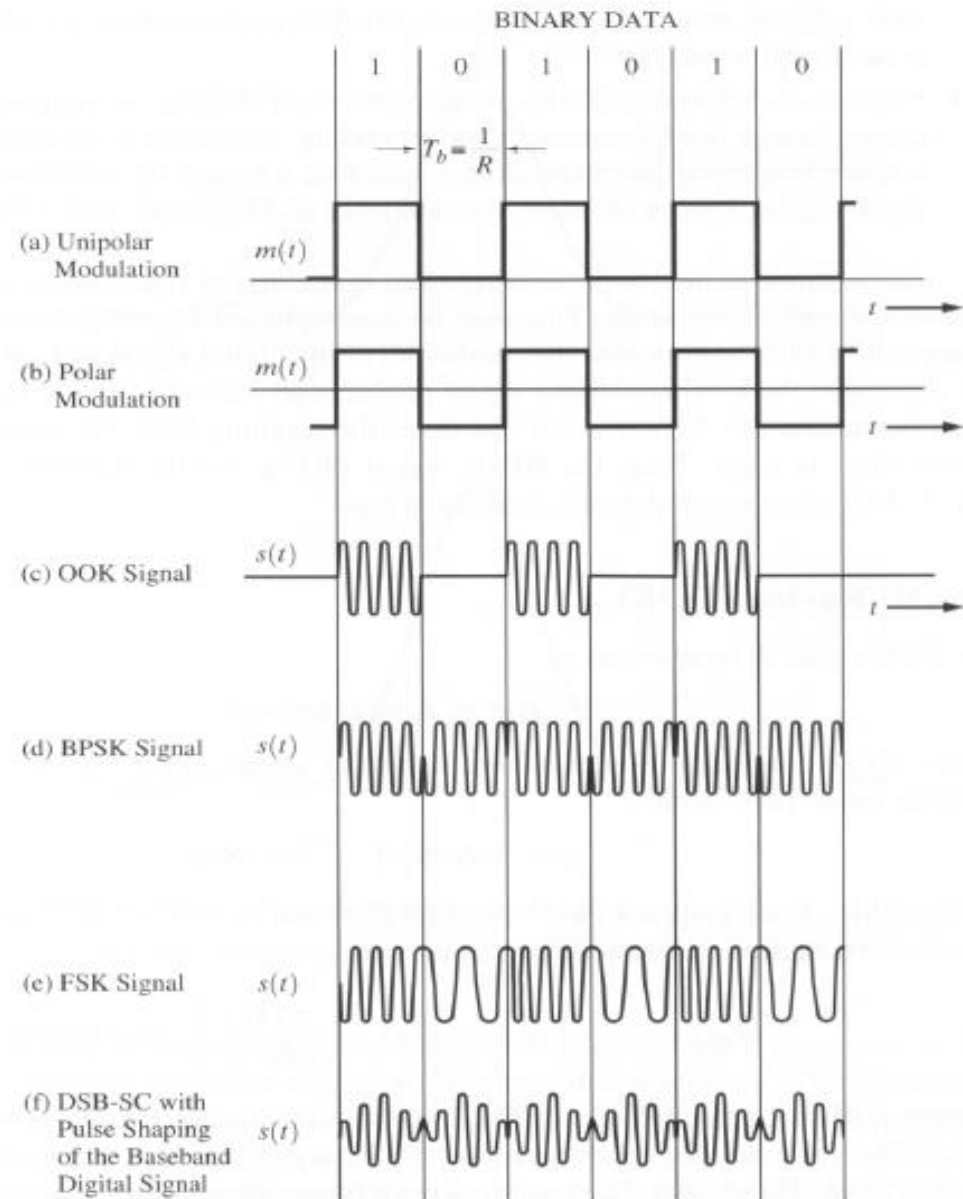 BINARY DATA
1 0 1 0 1 0
T_b = 1/R
(a) Unipolar
Modulation
m(t)
t
(b) Polar
Modulation
m(t)
t
(c) OOK Signal
s(t)
t
(d) BPSK Signal
s(t)
(e) FSK Signal
s(t)
(f) DSB-SC with
Pulse Shaping
of the Baseband
Digital Signal
s(t)